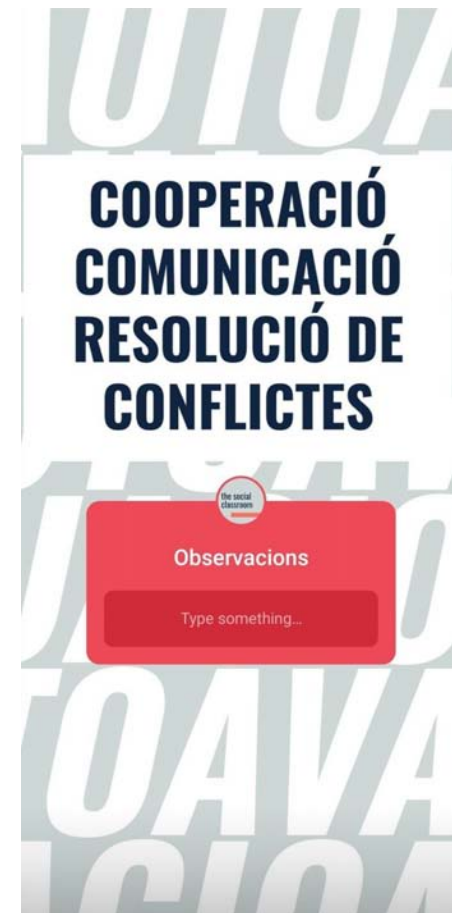 COOPERACIÓ
COMUNICACIÓ
RESOLUCIÓ DE
CONFLICTES
the social
classroom
Observacions
Type something...